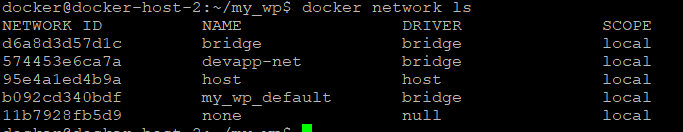 docker@docker-host-2:~/my_wp$ docker network ls
NETWORK ID          NAME                DRIVER              SCOPE
d6a8d3d57d1c        bridge              bridge              local
574453e6ca7a        devapp-net          bridge              local
95e4a1ed4b9a        host                host                local
b092cd340bdf        my_wp_default       bridge              local
11b7928fb5d9        none                null                local
docker@docker-host-2:~/my_wp$